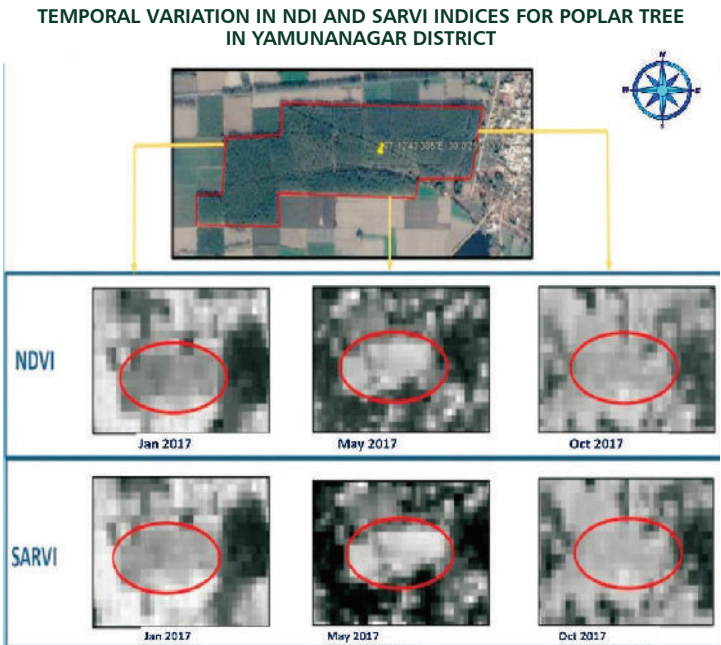 TEMPORAL VARIATION IN NDI AND SARVI INDICES FOR POPLAR TREE
IN YAMUNANAGAR DISTRICT
N
W
E
S
NDVI
Jan 2017
May 2017
Oct 2017
SARVI
Jan 2017
May 2017
Oct 2017